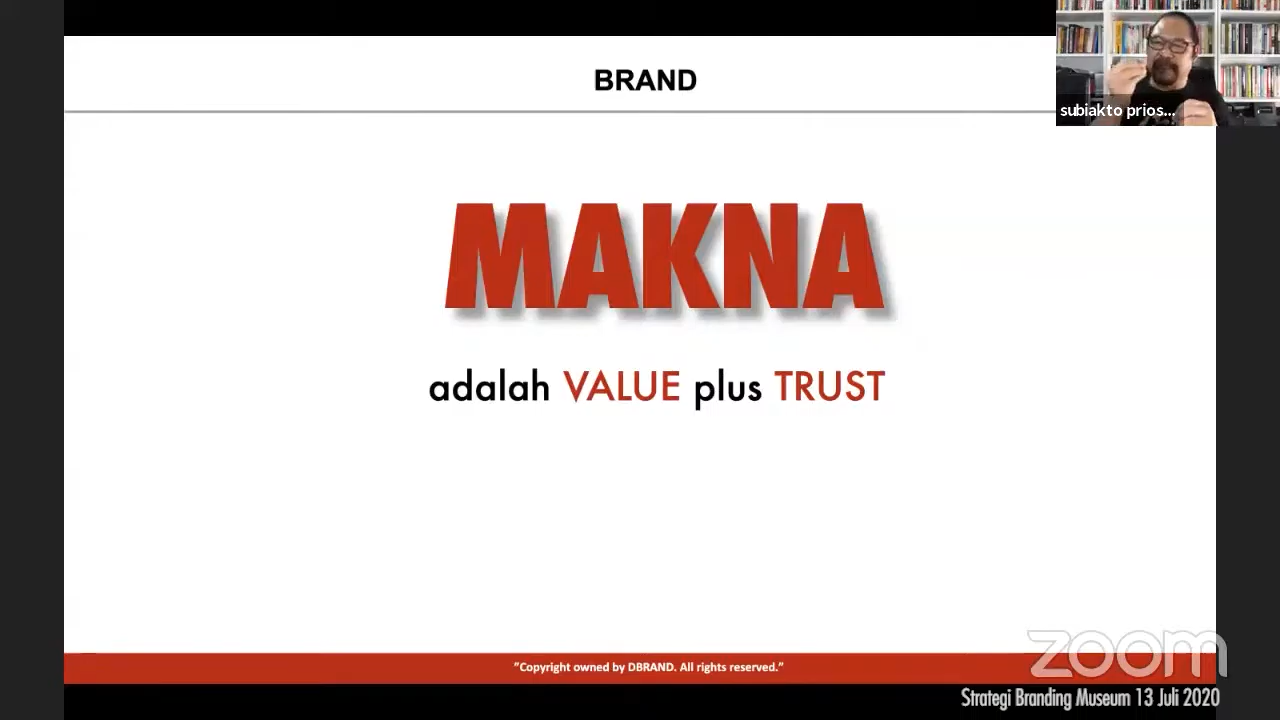 BRAND
subiakto prios...
MAKNA
adalah VALUE plus TRUST
"Copyright owned by DBRAND. All rights reserved."
zoom
Strategi Branding Museum 13 Juli 2020